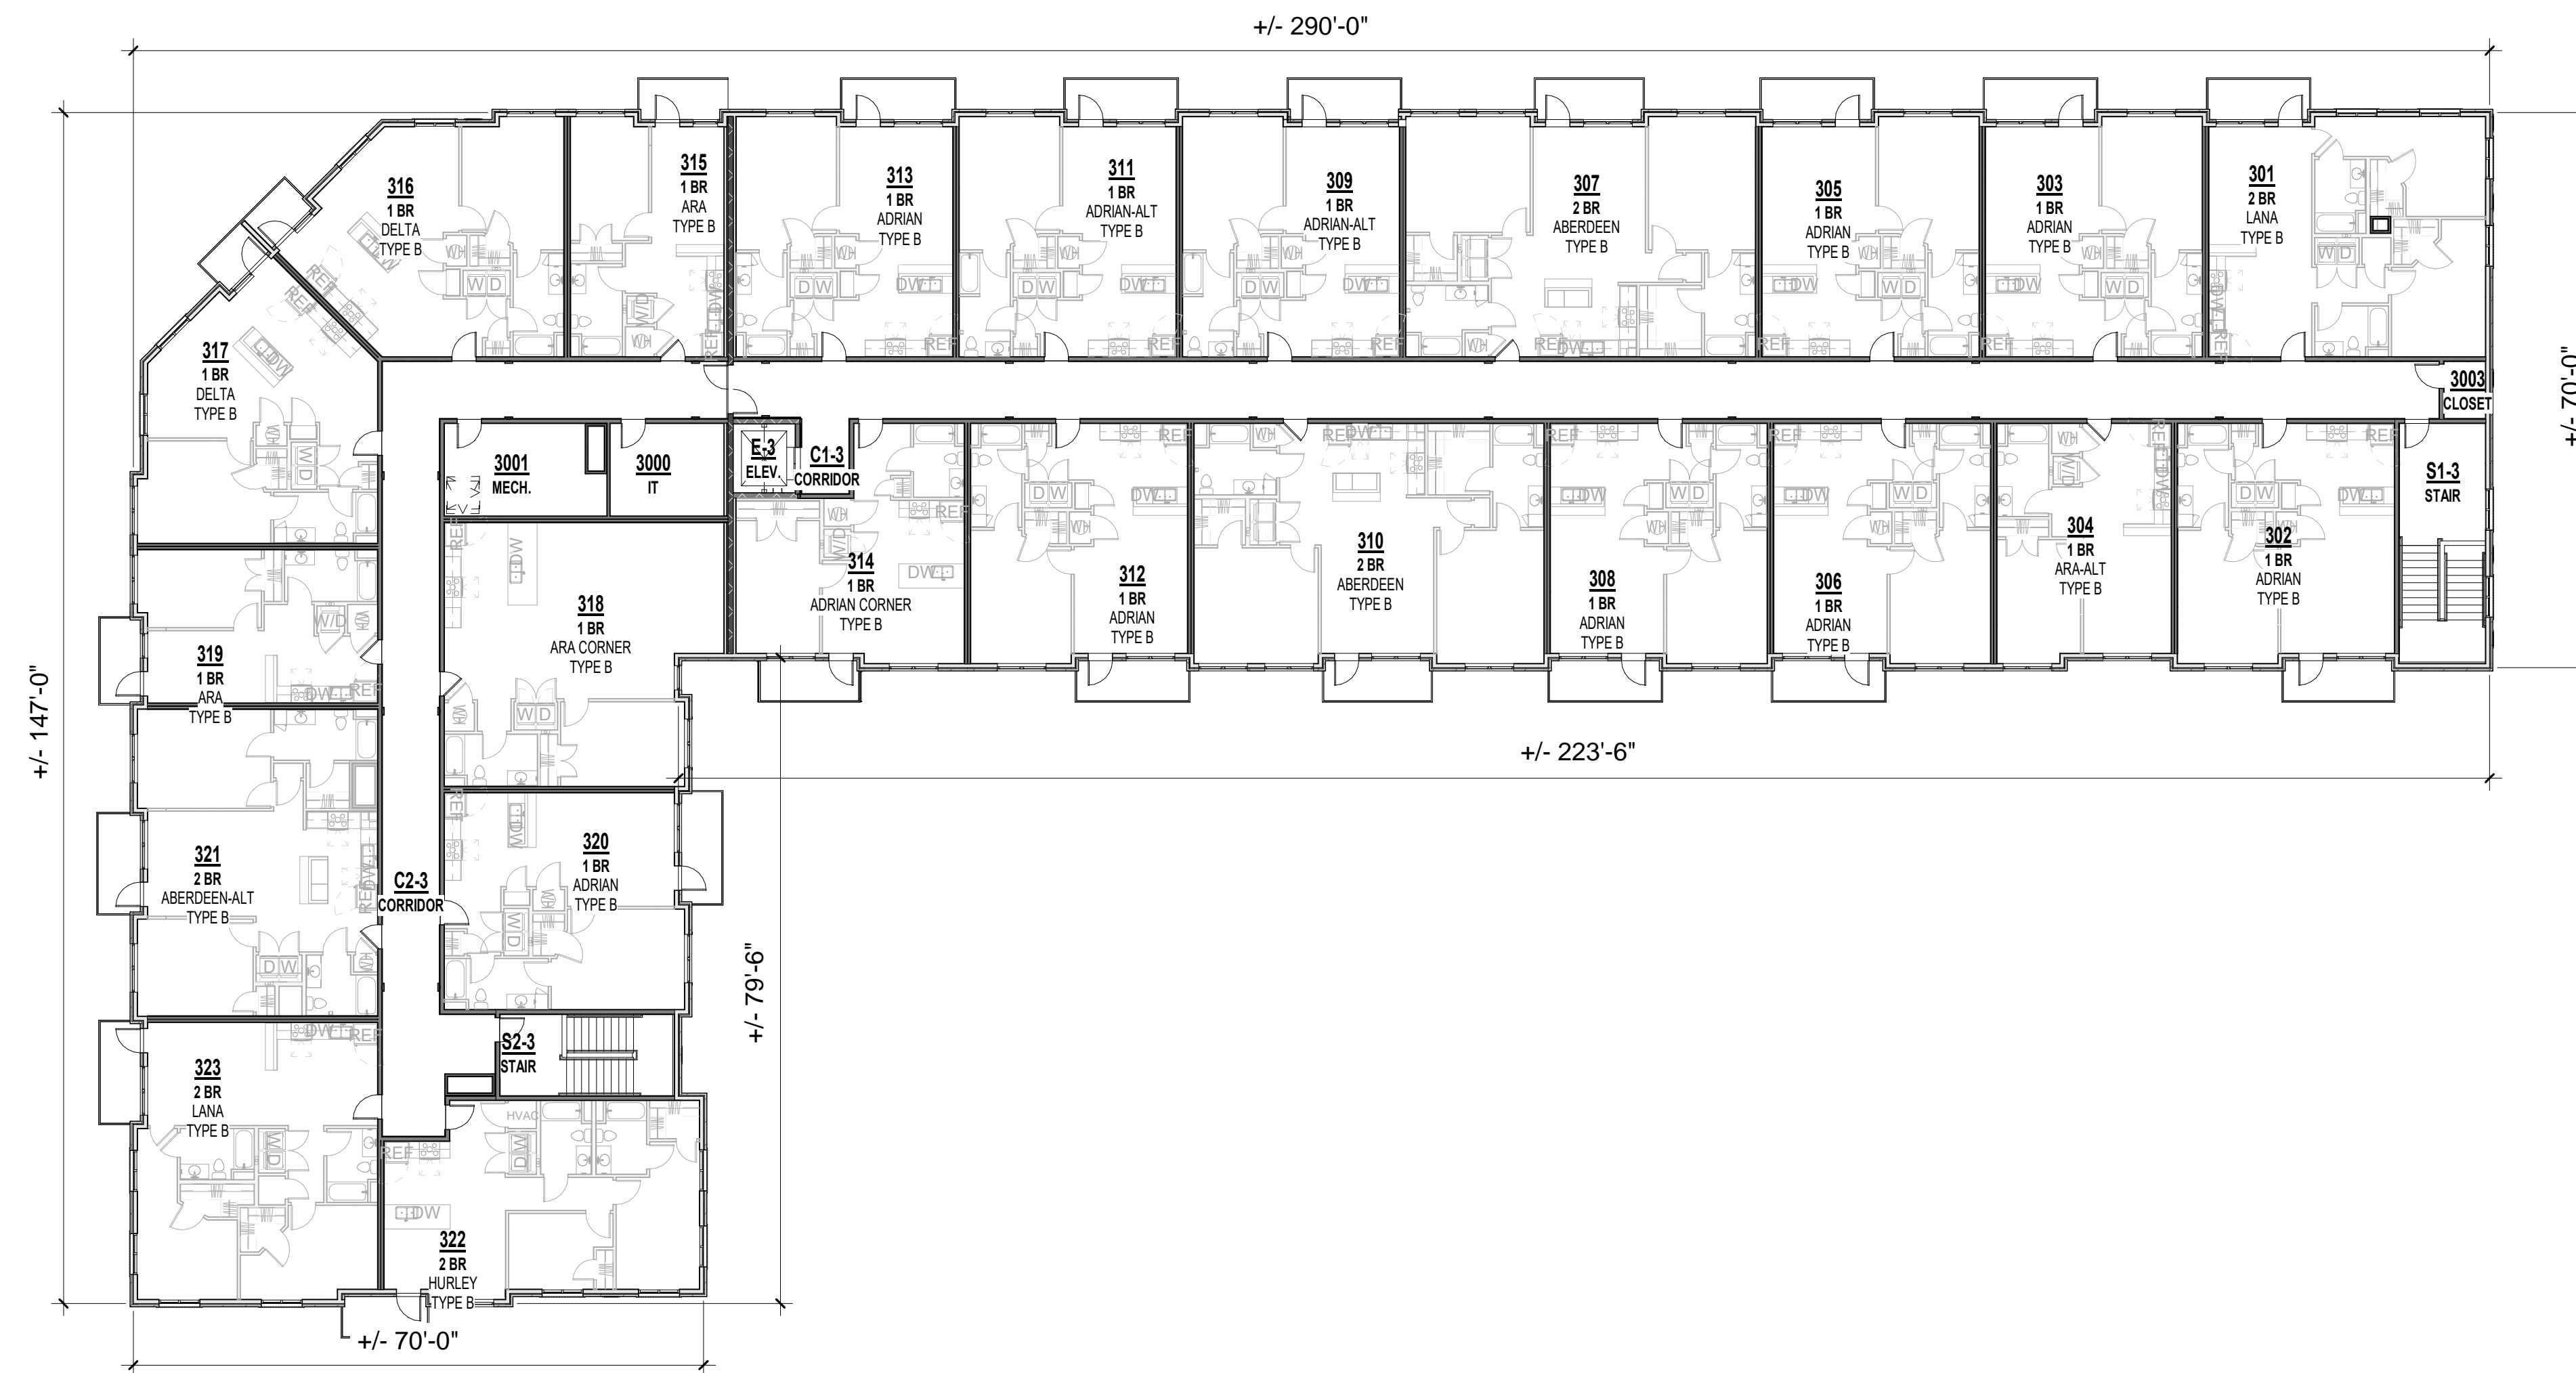 +/- 290'-0"
316
1 BR
DELTA
TYPE B
315
1 BR
ARA
TYPE B
313
1 BR
ADRIAN
TYPE B
311
1 BR
ADRIAN-ALT
TYPE B
309
1 BR
ADRIAN-ALT
TYPE B
307
2 BR
ABERDEEN
TYPE B
305
1 BR
ADRIAN
TYPE B
303
1 BR
ADRIAN
TYPE B
301
2 BR
LANA
TYPE B
317
1 BR
DELTA
TYPE B
3003
CLOSET
+/- 70'-0"
3001
MECH.
3000
IT
E-3
ELEV.
C1-3
CORRIDOR
S1-3
STAIR
314
1 BR
ADRIAN CORNER
TYPE B
312
1 BR
ADRIAN
TYPE B
310
2 BR
ABERDEEN
TYPE B
308
1 BR
ADRIAN
TYPE B
306
1 BR
ADRIAN
TYPE B
304
1 BR
ARA-ALT
TYPE B
302
1 BR
ADRIAN
TYPE B
318
1 BR
ARA CORNER
TYPE B
319
1 BR
ARA
TYPE B
+/- 147'-0"
+/- 223'-6"
321
2 BR
ABERDEEN-ALT
TYPE B
C2-3
CORRIDOR
320
1 BR
ADRIAN
TYPE B
+/- 79'-6"
323
2 BR
LANA
TYPE B
S2-3
STAIR
HVAC
REF
DW
322
2 BR
HURLEY
TYPE B
+/- 70'-0"